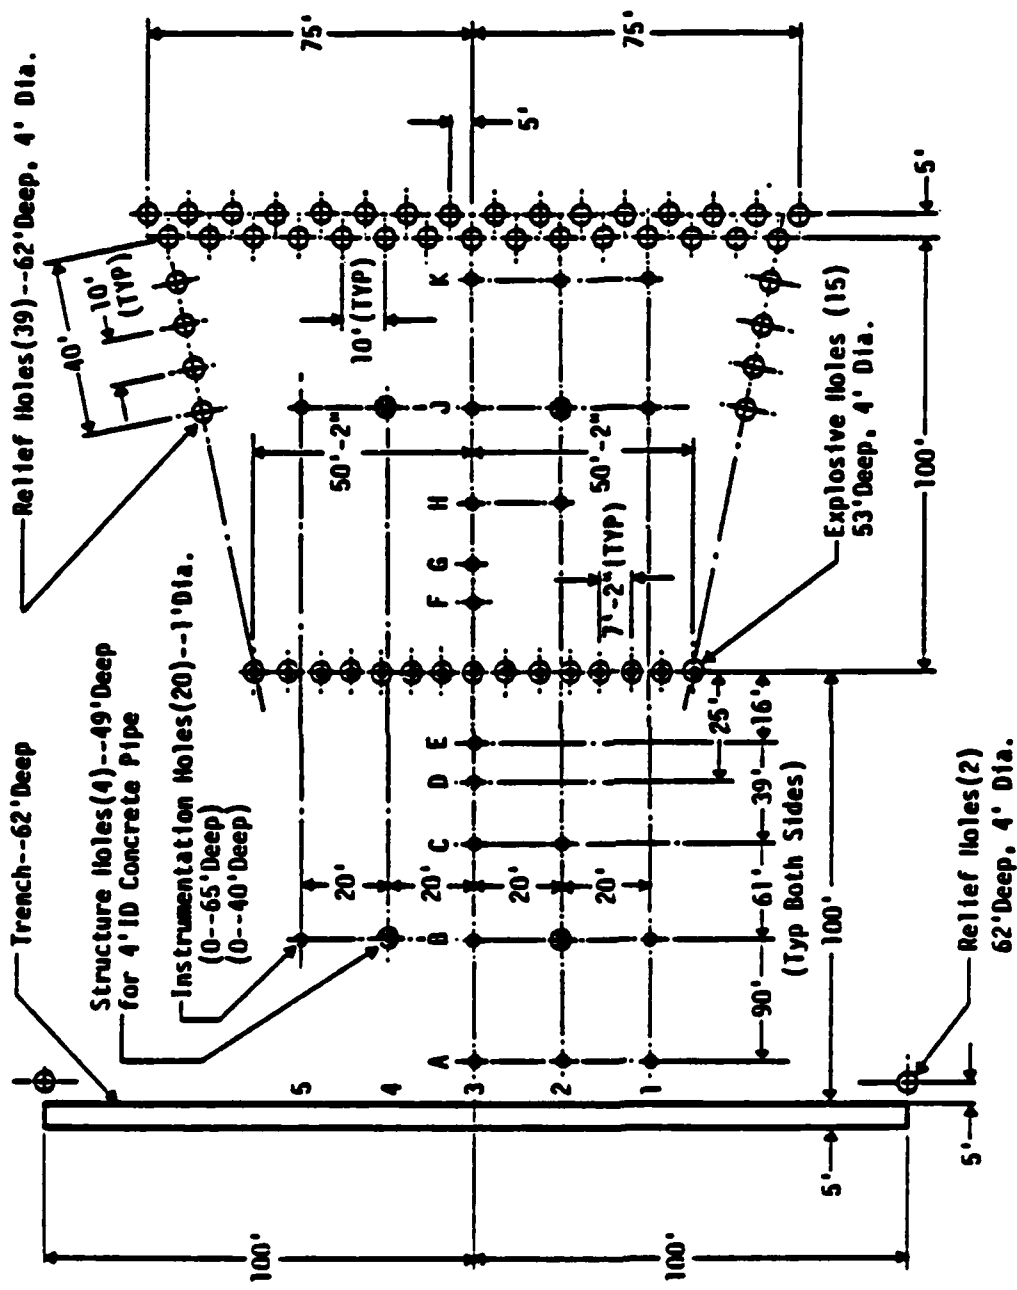 Relief Holes(39)--62'Deep, 4' Dia.
40'
10'
(TYP)
75'
75'
5'
5'
Trench--62'Deep
Structure Holes(4)--49'Deep
for 4'ID Concrete Pipe
Instrumentation Holes(20)--1'Dia.
(0--65'Deep)
(0--40'Deep)
10'(TYP)
50'-2"
50'-2"
7'-2"(TYP)
A
B
C
D
E
F
G
H
J
K
5
4
3
2
1
20'
20'
20'
20'
25'
16'
39'
61'
90'
(Typ Both Sides)
100'
100'
Explosive Holes (15)
53'Deep, 4' Dia.
Relief Holes(2)
62'Deep, 4' Dia.
5'
5'
100'
100'